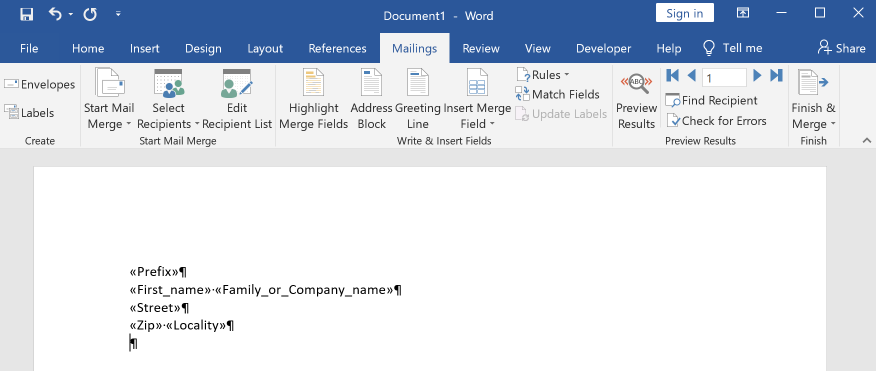 Document1 - Word
Sign in
File Home Insert Design Layout References Mailings Review View Developer Help Tell me Share
Envelopes
Labels
Create
Start Mail
Merge
Select
Recipients
Edit
Recipient List
Start Mail Merge
Highlight
Merge Fields
Address
Block
Greeting
Line
Insert Merge
Field
Rules
Match Fields
Update Labels
Write & Insert Fields
ABC
Preview
Results
1
Find Recipient
Check for Errors
Preview Results
Finish &
Merge
Finish
«Prefix»¶
«First_name»·«Family_or_Company_name»¶
«Street»¶
«Zip»·«Locality»¶
¶